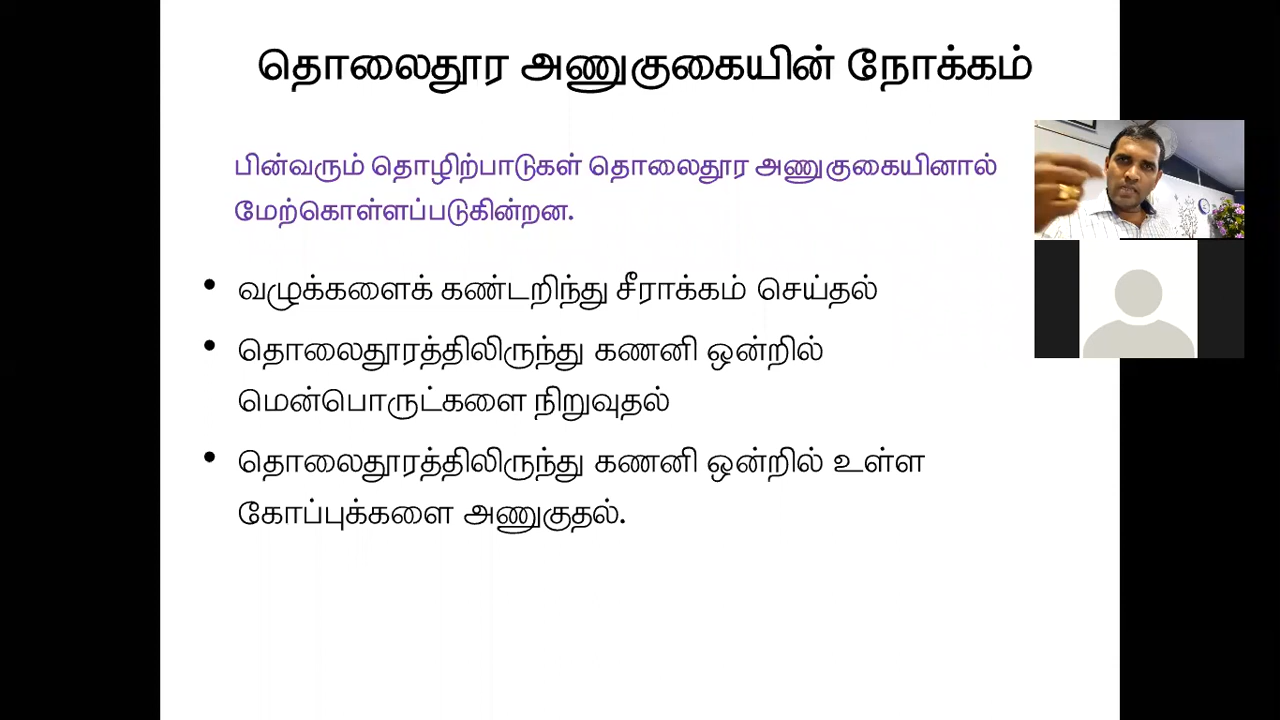 தொலைதூர அணுகுகையின் நோக்கம்
பின்வரும் தொழிற்பாடுகள் தொலைதூர அணுகுகையினால்
மேற்கொள்ளப்படுகின்றன.
• வழுக்களைக் கண்டறிந்து சீராக்கம் செய்தல்
• தொலைதூரத்திலிருந்து கணனி ஒன்றில்
மென்பொருட்களை நிறுவுதல்
• தொலைதூரத்திலிருந்து கணனி ஒன்றில் உள்ள
கோப்புக்களை அணுகுதல்.